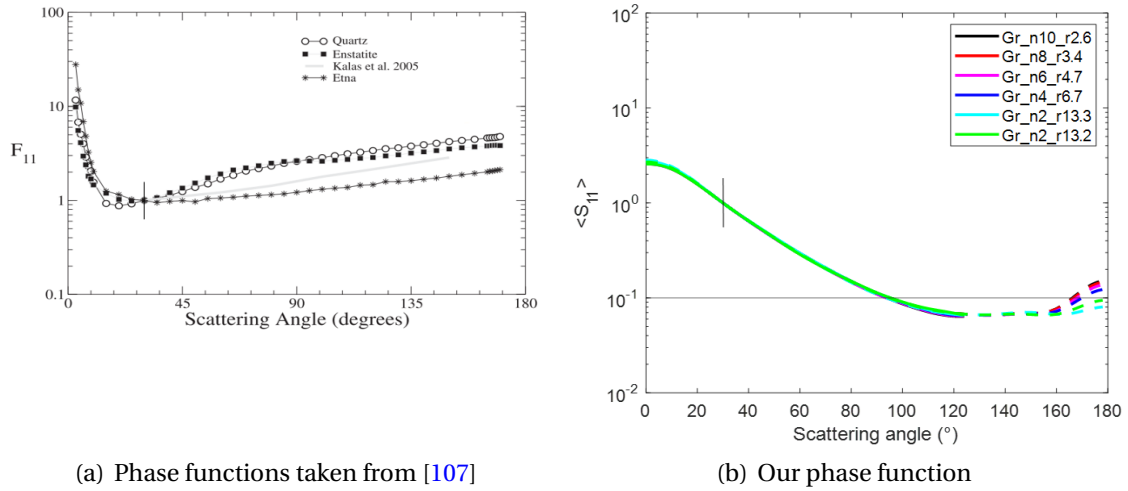 Quartz
Enstatite
Kalas et al. 2005
Etna
100
10
1
0.1
F11
0
45
90
135
180
Scattering Angle (degrees)
(a) Phase functions taken from [107]
Gr_n10_r2.6
Gr_n8_r3.4
Gr_n6_r4.7
Gr_n4_r6.7
Gr_n2_r13.3
Gr_n2_r13.2
10^2
10^1
10^0
10^-1
10^-2
<S11>
0 20 40 60 80 100 120 140 160 180
Scattering angle (°)
(b) Our phase function